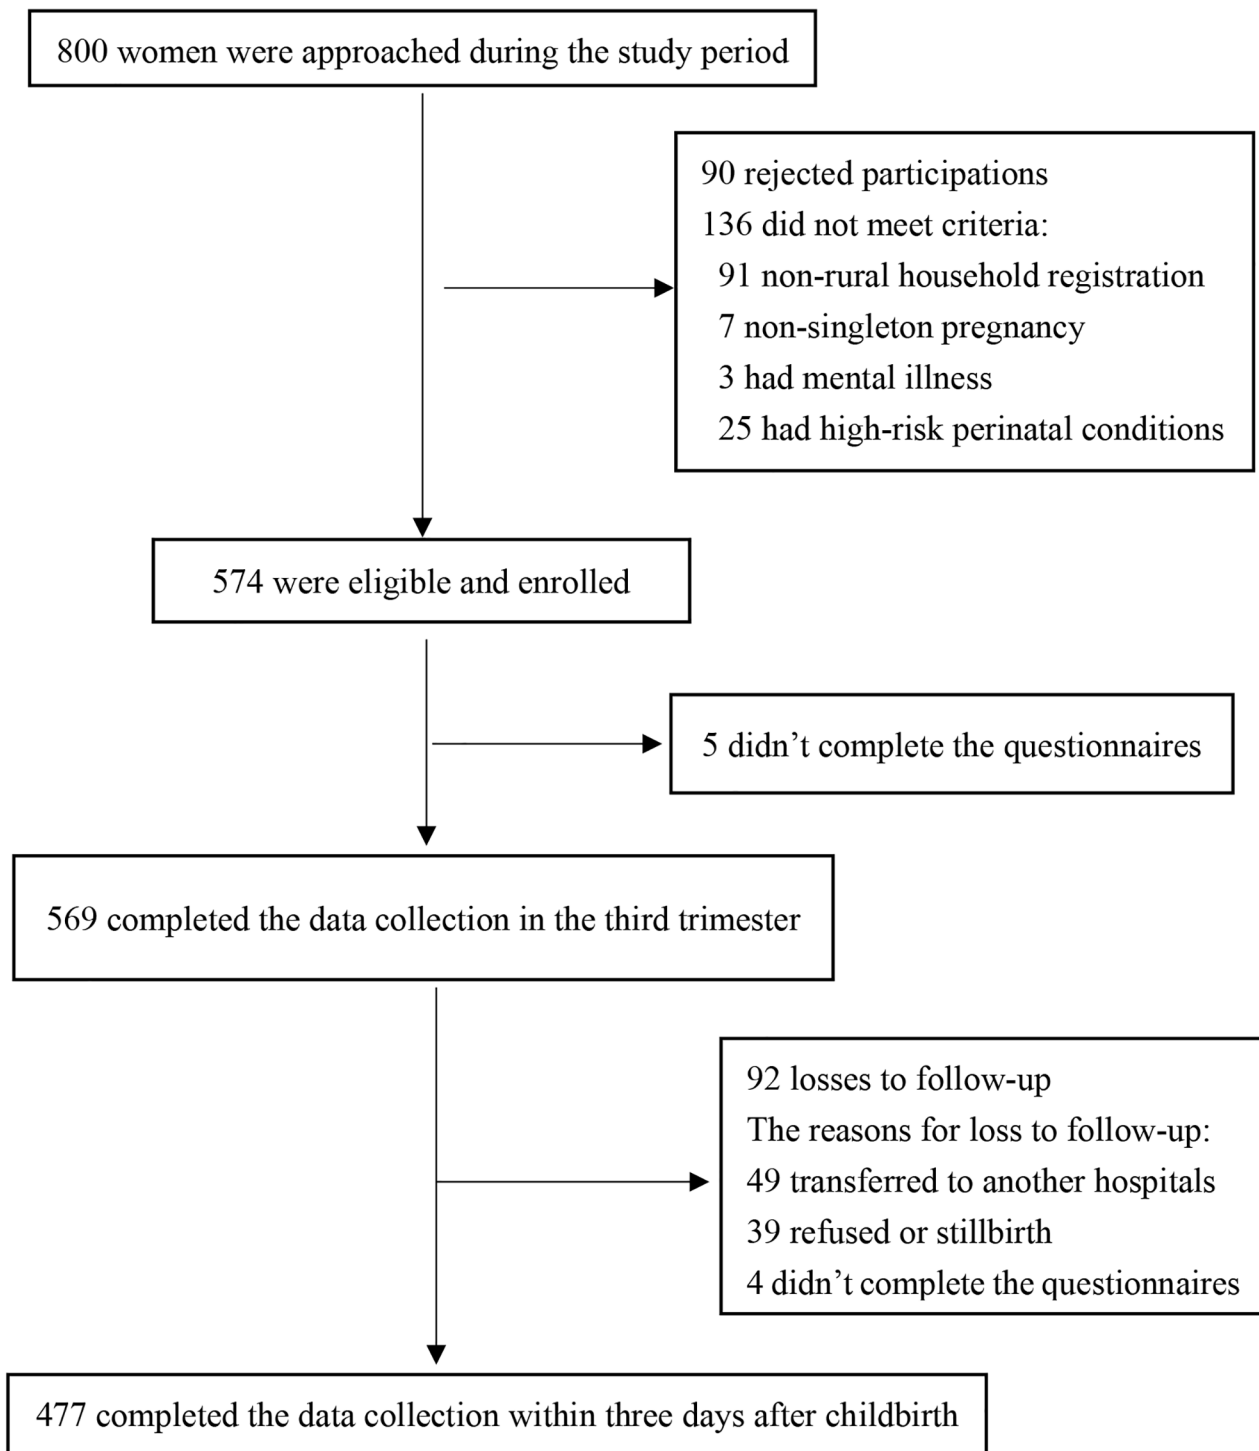 800 women were approached during the study period
90 rejected participations
136 did not meet criteria:
91 non-rural household registration
7 non-singleton pregnancy
3 had mental illness
25 had high-risk perinatal conditions
574 were eligible and enrolled
5 didn’t complete the questionnaires
569 completed the data collection in the third trimester
92 losses to follow-up
The reasons for loss to follow-up:
49 transferred to another hospitals
39 refused or stillbirth
4 didn’t complete the questionnaires
477 completed the data collection within three days after childbirth